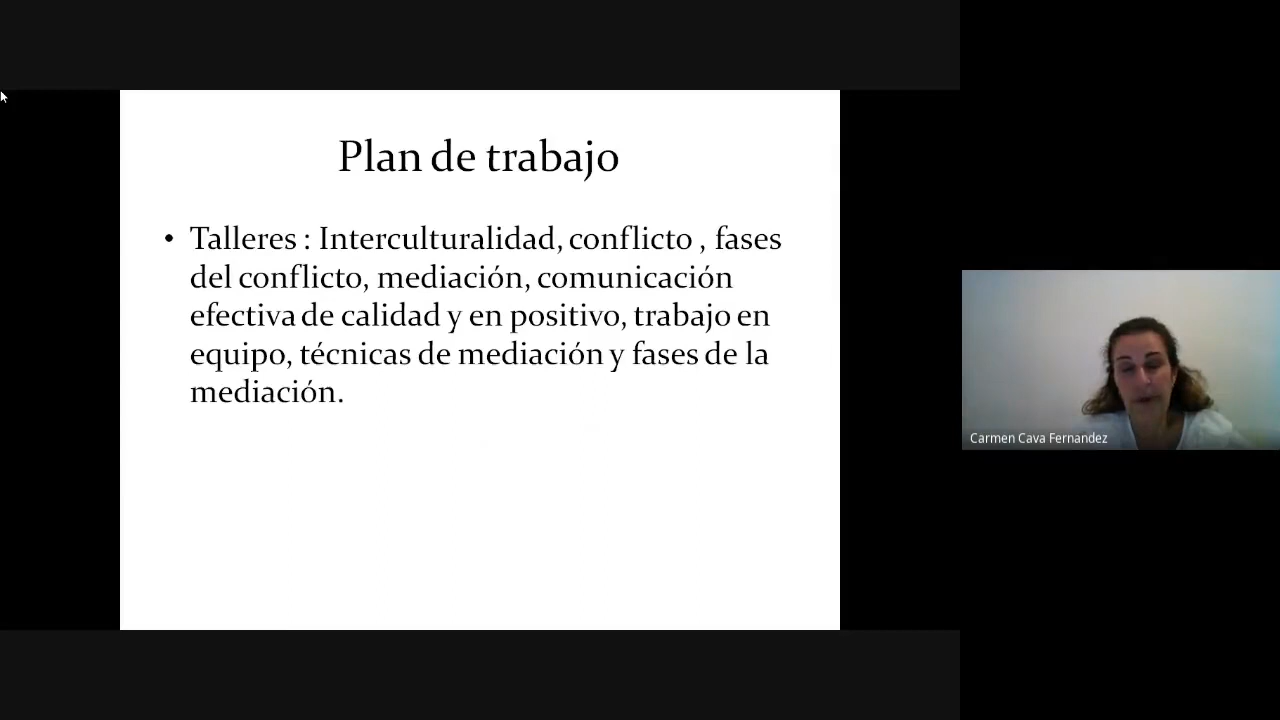 Plan de trabajo
• Talleres : Interculturalidad, conflicto , fases
del conflicto, mediación, comunicación
efectiva de calidad y en positivo, trabajo en
equipo, técnicas de mediación y fases de la
mediación.
Carmen Cava Fernandez